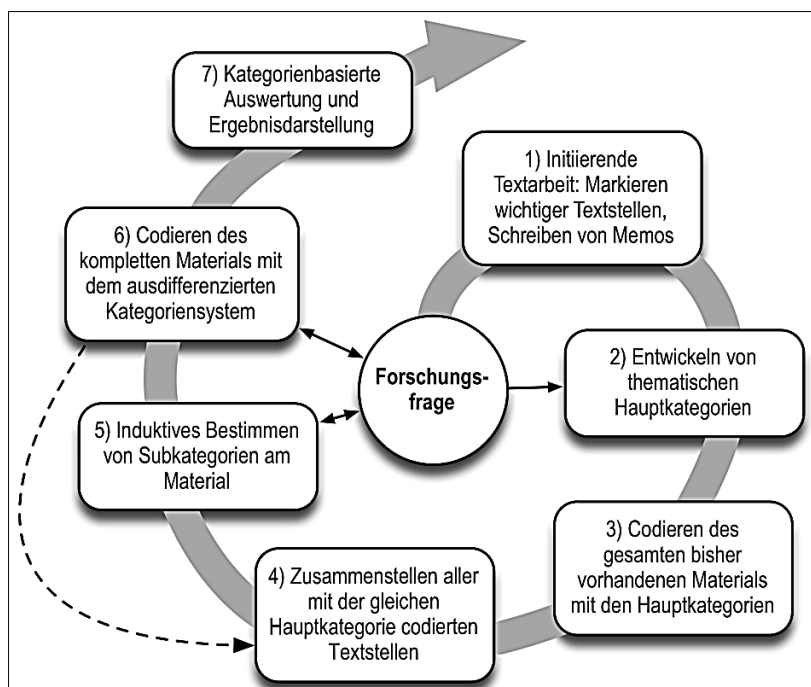 1) Initiierende
Textarbeit: Markieren
wichtiger Textstellen,
Schreiben von Memos
2) Entwickeln von
thematischen
Hauptkategorien
3) Codieren des
gesamten bisher
vorhandenen Materials
mit den Hauptkategorien
4) Zusammenstellen aller
mit der gleichen
Hauptkategorie codierten
Textstellen
5) Induktives Bestimmen
von Subkategorien am
Material
6) Codieren des
kompletten Materials mit
dem ausdifferenzierten
Kategoriensystem
7) Kategorienbasierte
Auswertung und
Ergebnisdarstellung
Forschungs-
frage